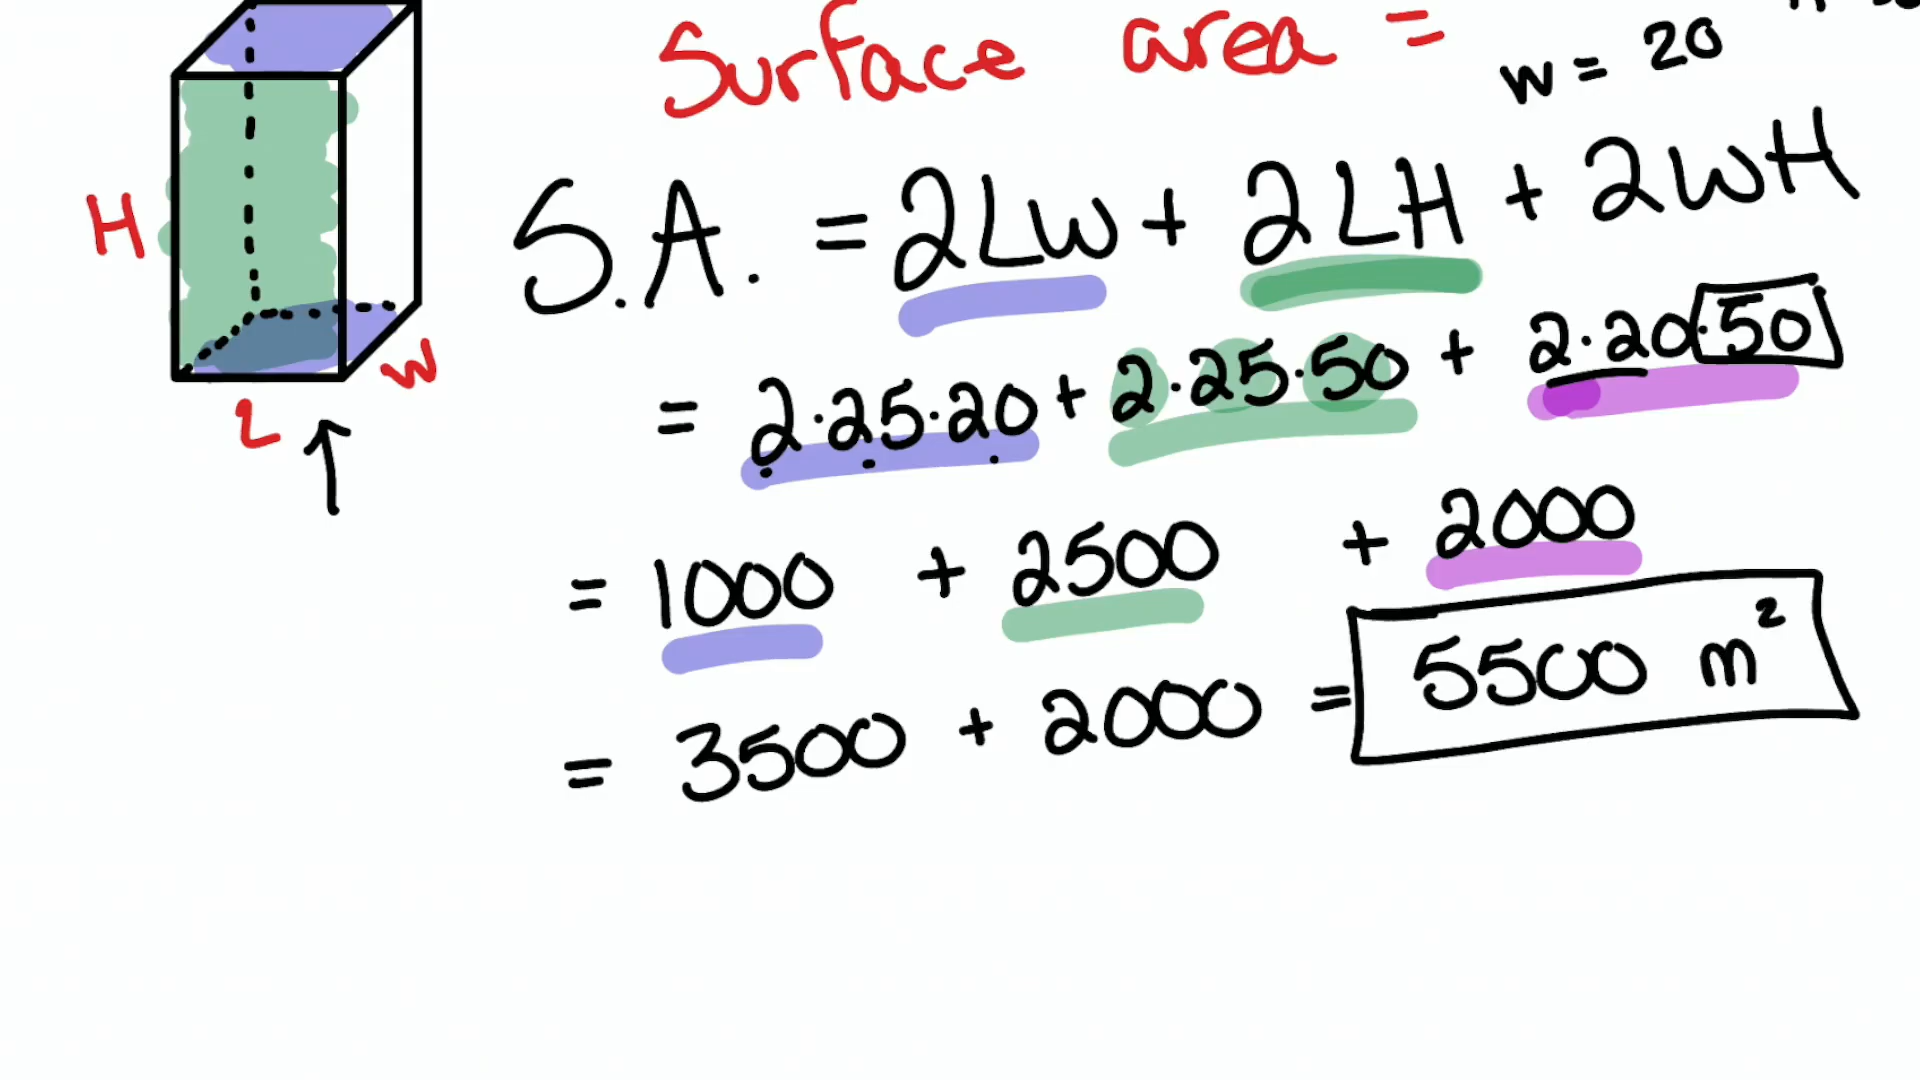 Surface area =
w = 20
S.A. = 2LW + 2LH + 2WH
= 2·25·20 + 2·25·50 + 2·20·50
= 1000 + 2500 + 2000
= 3500 + 2000 = 5500 m²
H
W
L